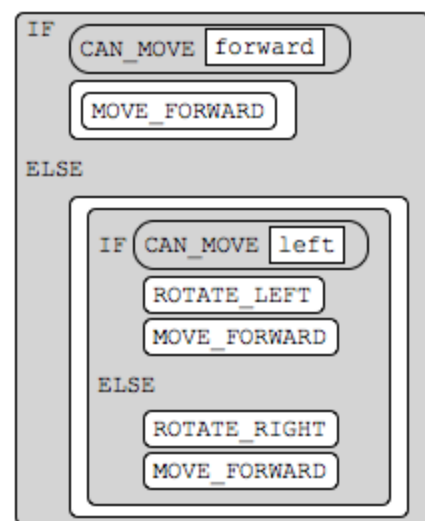 IF
CAN_MOVE forward
MOVE_FORWARD
ELSE
IF CAN_MOVE left
ROTATE_LEFT
MOVE_FORWARD
ELSE
ROTATE_RIGHT
MOVE_FORWARD